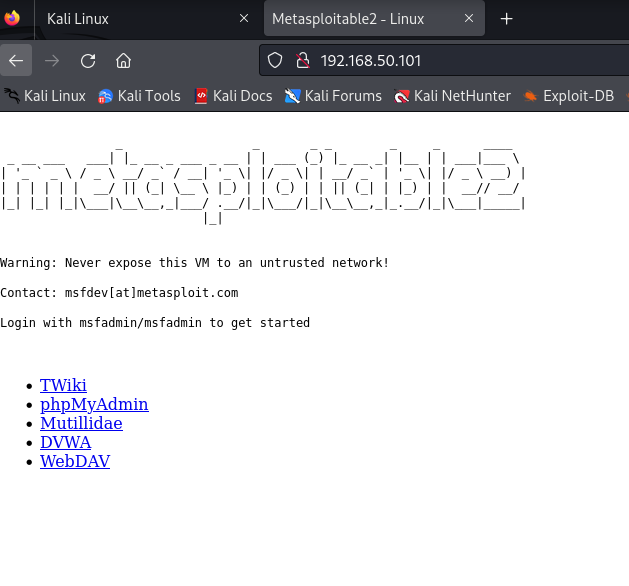 Kali Linux
Metasploitable2 - Linux
192.168.50.101
Kali Linux Kali Tools Kali Docs Kali Forums Kali NetHunter Exploit-DB
metasploitable2
Warning: Never expose this VM to an untrusted network!
Contact: msfdev[at]metasploit.com
Login with msfadmin/msfadmin to get started
TWiki
phpMyAdmin
Mutillidae
DVWA
WebDAV